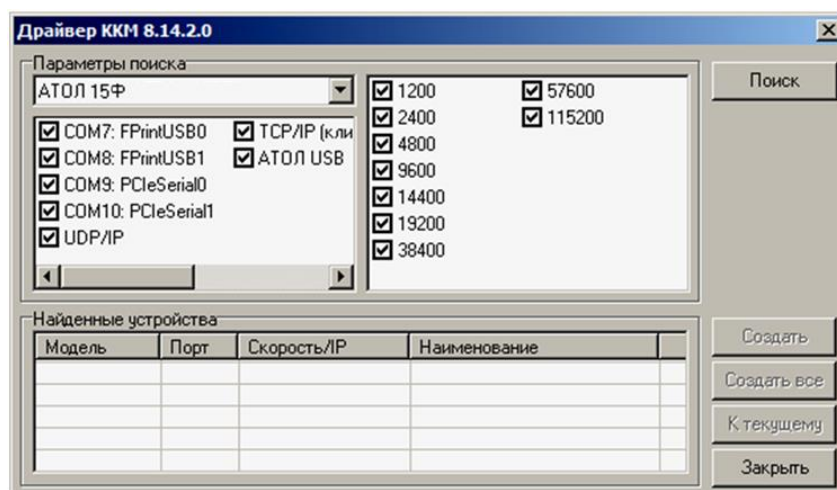 Драйвер ККМ 8.14.2.0
Параметры поиска
АТОЛ 15Ф
COM7: FPrintUSB0
COM8: FPrintUSB1
COM9: PCIeSerial0
COM10: PCIeSerial1
UDP/IP
TCP/IP (кли
АТОЛ USB
1200
2400
4800
9600
14400
19200
38400
57600
115200
Поиск
Найденные устройства
Модель Порт Скорость/IP Наименование
Создать
Создать все
К текущему
Закрыть